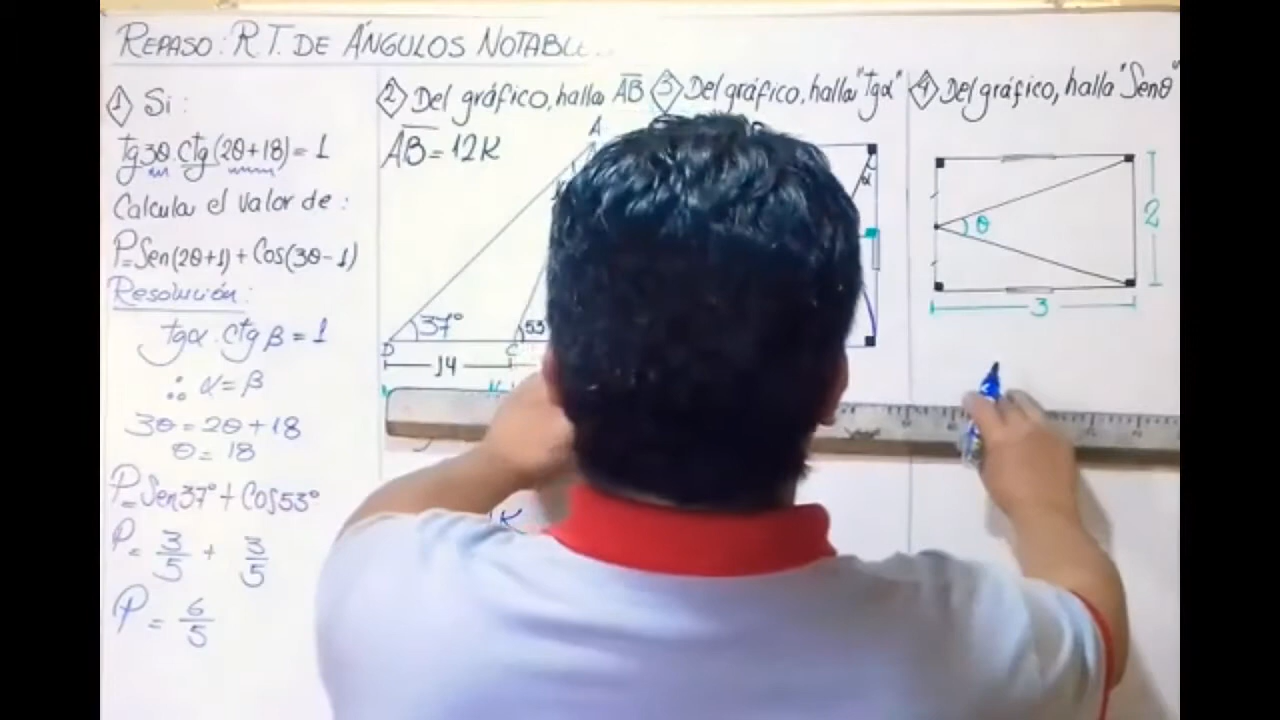 REPASO: R.T. DE ÁNGULOS
1 Si:
tg3θ.Ctg(2θ+18)=1
Calcula el valor de:
P=Sen(2θ+1)+Cos(3θ-1)
Resolución:
tgα.Ctgβ=1
∴ α=β
3θ=2θ+18
θ=18
P=Sen37°+Cos53°
P=3/5+3/5
P=6/5
2 Del gráfico, halla AB
AB=12K
A
37°
53
D
C
14
K
3 Del gráfico, halla "Tgα"
α
4 Del gráfico, halla "Senθ"
θ
2
3